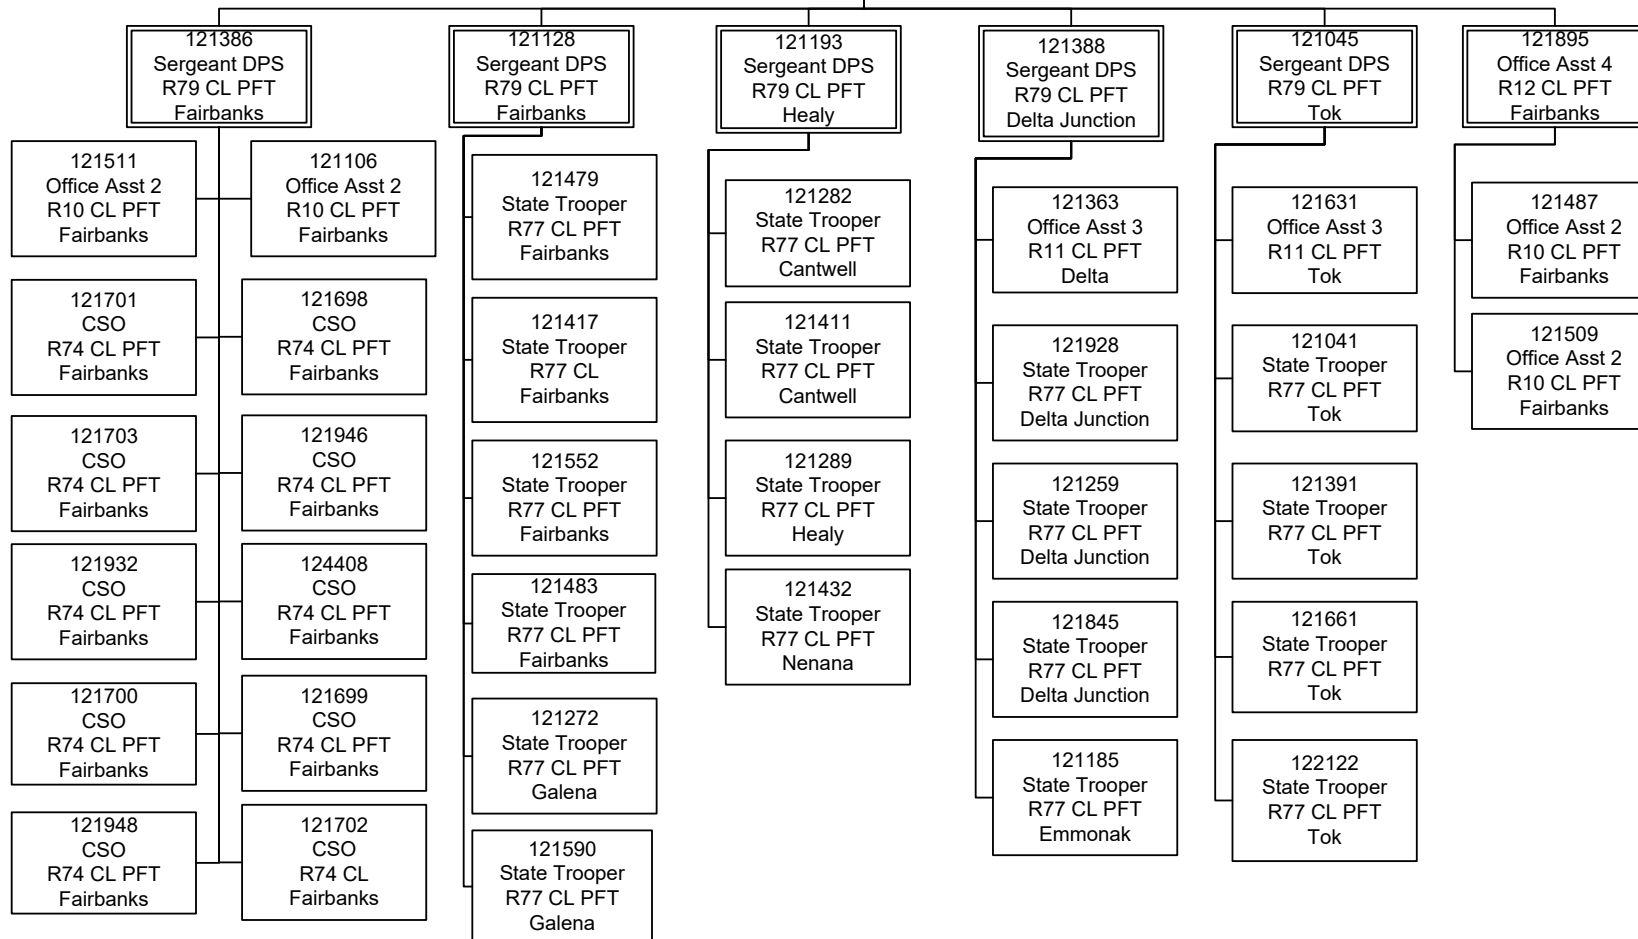 121386
Sergeant DPS
R79 CL PFT
Fairbanks
121511
Office Asst 2
R10 CL PFT
Fairbanks
121106
Office Asst 2
R10 CL PFT
Fairbanks
121701
CSO
R74 CL PFT
Fairbanks
121698
CSO
R74 CL PFT
Fairbanks
121703
CSO
R74 CL PFT
Fairbanks
121946
CSO
R74 CL PFT
Fairbanks
121932
CSO
R74 CL PFT
Fairbanks
124408
CSO
R74 CL PFT
Fairbanks
121700
CSO
R74 CL PFT
Fairbanks
121699
CSO
R74 CL PFT
Fairbanks
121948
CSO
R74 CL PFT
Fairbanks
121702
CSO
R74 CL
Fairbanks
121128
Sergeant DPS
R79 CL PFT
Fairbanks
121479
State Trooper
R77 CL PFT
Fairbanks
121417
State Trooper
R77 CL
Fairbanks
121552
State Trooper
R77 CL PFT
Fairbanks
121483
State Trooper
R77 CL PFT
Fairbanks
121272
State Trooper
R77 CL PFT
Galena
121590
State Trooper
R77 CL PFT
Galena
121193
Sergeant DPS
R79 CL PFT
Healy
121282
State Trooper
R77 CL PFT
Cantwell
121411
State Trooper
R77 CL PFT
Cantwell
121289
State Trooper
R77 CL PFT
Healy
121432
State Trooper
R77 CL PFT
Nenana
121388
Sergeant DPS
R79 CL PFT
Delta Junction
121363
Office Asst 3
R11 CL PFT
Delta
121928
State Trooper
R77 CL PFT
Delta Junction
121259
State Trooper
R77 CL PFT
Delta Junction
121845
State Trooper
R77 CL PFT
Delta Junction
121185
State Trooper
R77 CL PFT
Emmonak
121045
Sergeant DPS
R79 CL PFT
Tok
121631
Office Asst 3
R11 CL PFT
Tok
121041
State Trooper
R77 CL PFT
Tok
121391
State Trooper
R77 CL PFT
Tok
121661
State Trooper
R77 CL PFT
Tok
122122
State Trooper
R77 CL PFT
Tok
121895
Office Asst 4
R12 CL PFT
Fairbanks
121487
Office Asst 2
R10 CL PFT
Fairbanks
121509
Office Asst 2
R10 CL PFT
Fairbanks